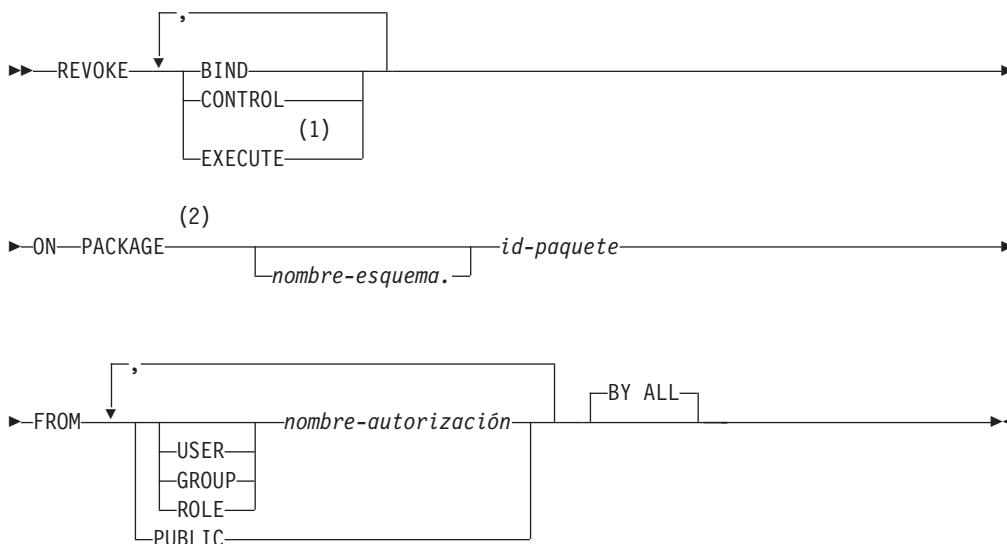 ,
REVOKE BIND
CONTROL
(1)
EXECUTE
(2)
ON PACKAGE id-paquete
nombre-esquema.
,
BY ALL
FROM nombre-autorización
USER
GROUP
ROLE
PUBLIC